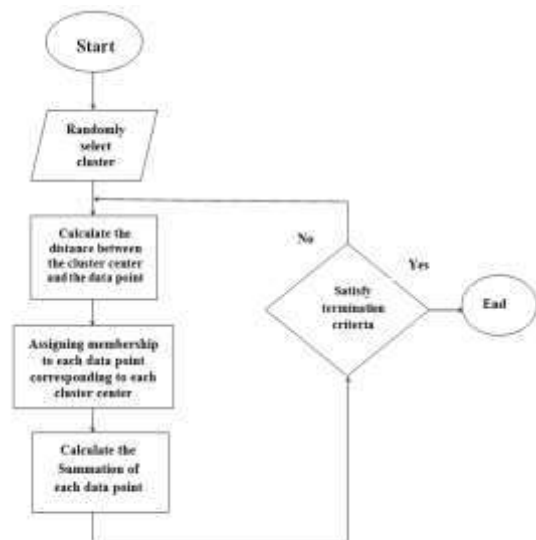 Start
Randomly
select
cluster
Calculate the
distance between
the cluster center
and the data point
Assigning membership
to each data point
corresponding to each
cluster center
Calculate the
Summation of
each data point
No
Yes
Satisfy
termination
criteria
End